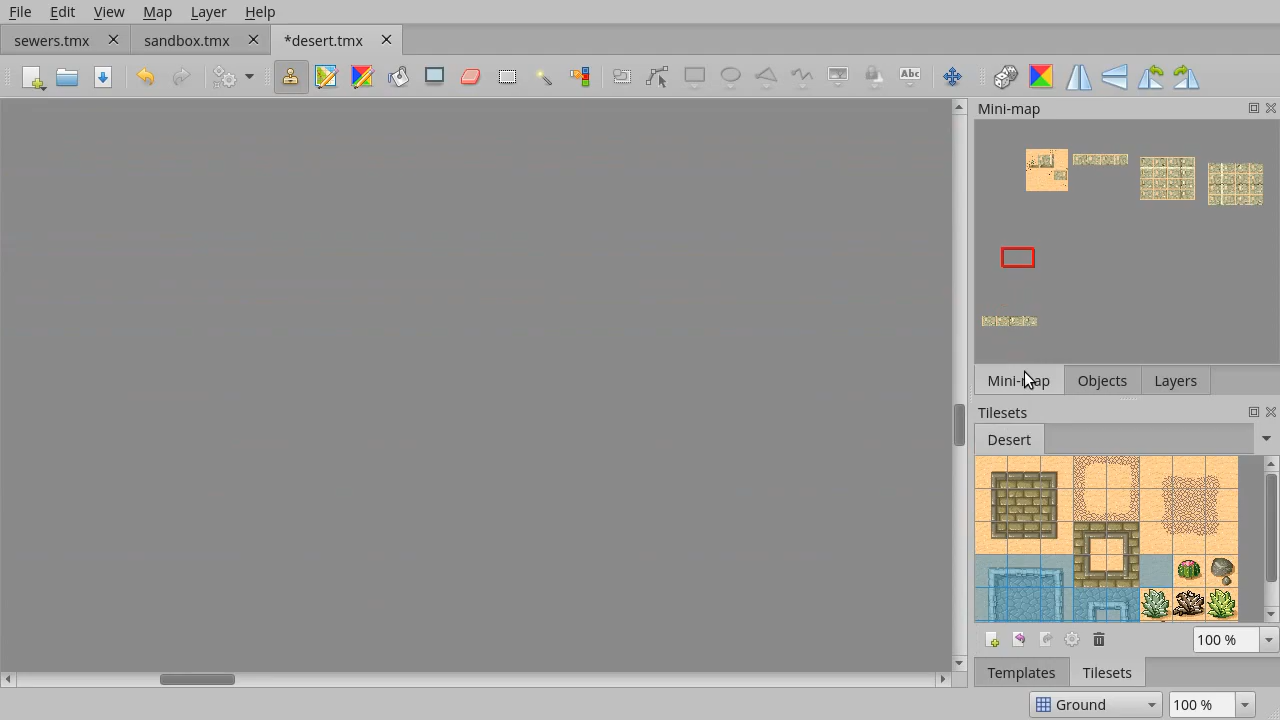 File Edit View Map Layer Help
sewers.tmx sandbox.tmx *desert.tmx
Abc
Mini-map
Mini-map Objects Layers
Tilesets
Desert
100 %
Templates Tilesets
Ground 100 %